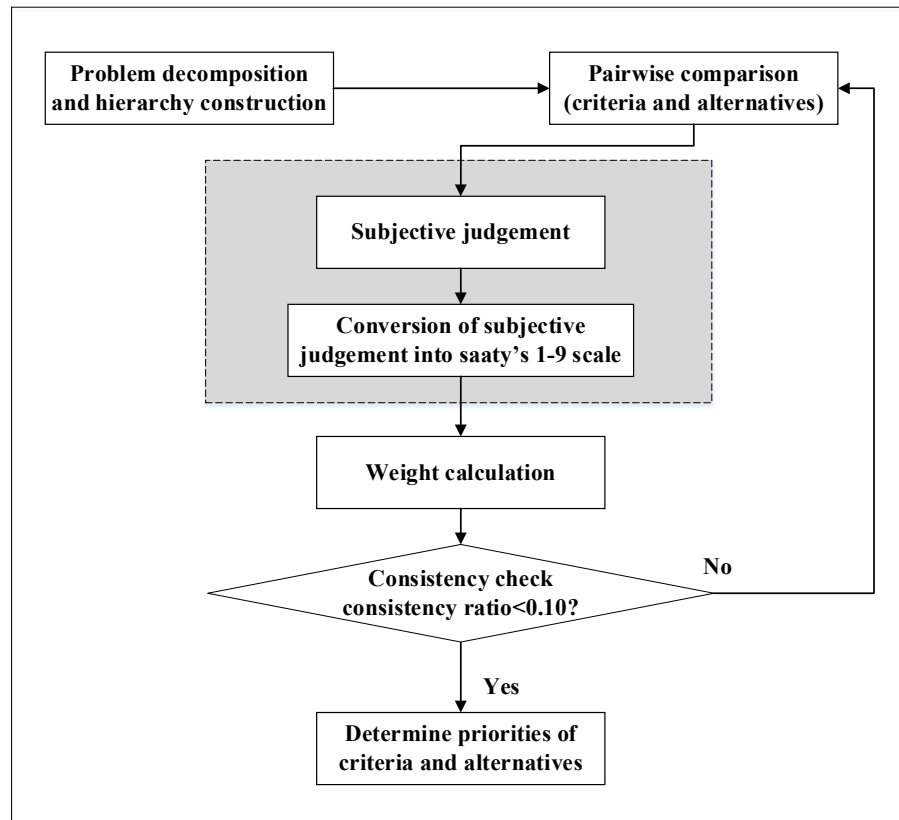 Problem decomposition
and hierarchy construction
Pairwise comparison
(criteria and alternatives)
Subjective judgement
Conversion of subjective
judgement into saaty’s 1-9 scale
Weight calculation
Consistency check
consistency ratio<0.10?
No
Yes
Determine priorities of
criteria and alternatives